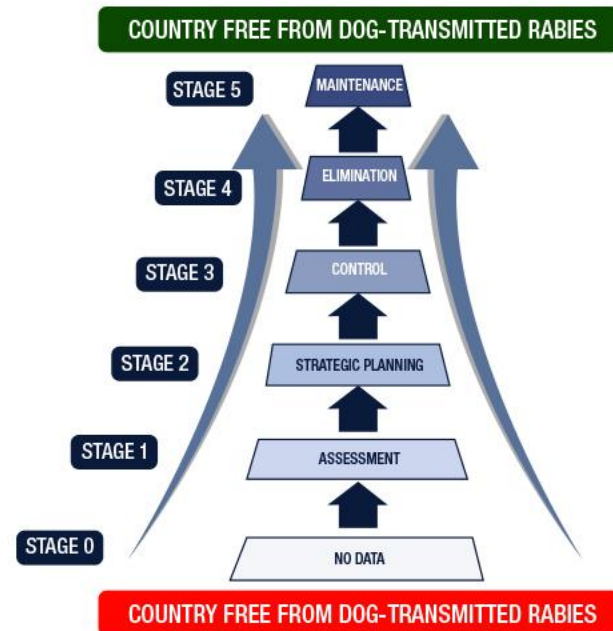 COUNTRY FREE FROM DOG-TRANSMITTED RABIES
STAGE 5
MAINTENANCE
STAGE 4
ELIMINATION
STAGE 3
CONTROL
STAGE 2
STRATEGIC PLANNING
STAGE 1
ASSESSMENT
STAGE 0
NO DATA
COUNTRY FREE FROM DOG-TRANSMITTED RABIES